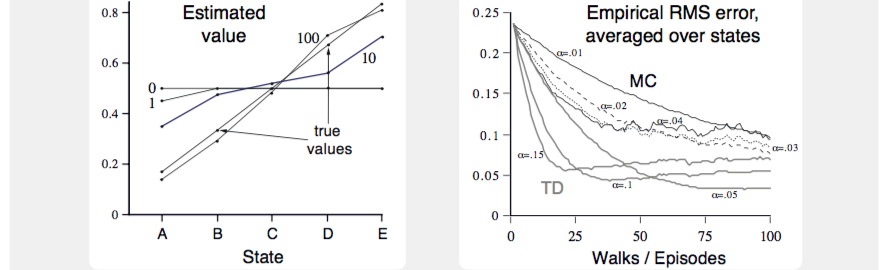 Estimated
value
0.8
0.6
0.4
0.2
0
0
1
100
10
true
values
A B C D E
State
Empirical RMS error,
averaged over states
0.25
0.2
0.15
0.1
0.05
0
α=.01
MC
α=.02
α=.04
α=.03
α=.15
TD
α=.1
α=.05
0 25 50 75 100
Walks / Episodes